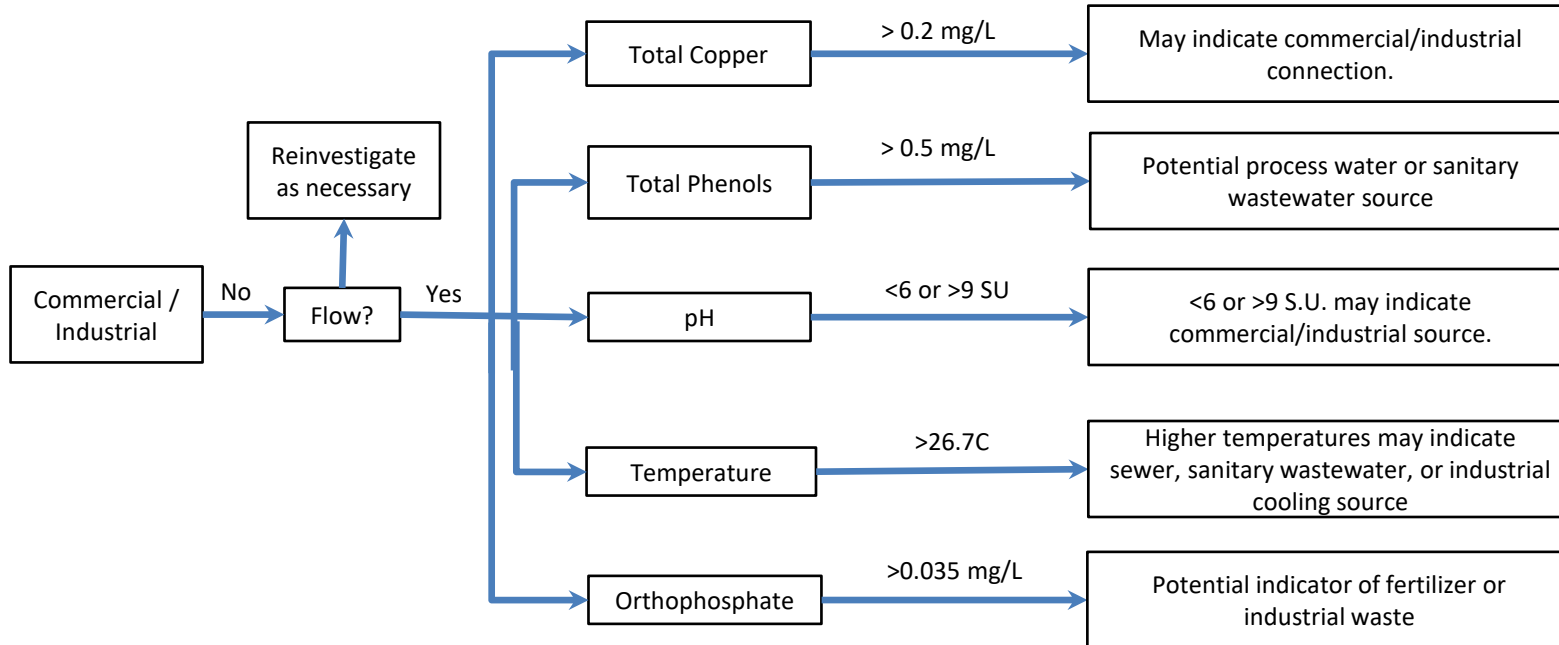 > 0.2 mg/L
Total Copper
May indicate commercial/industrial
connection.
Reinvestigate
as necessary
> 0.5 mg/L
Total Phenols
Potential process water or sanitary
wastewater source
Commercial /
Industrial
No
Flow?
Yes
<6 or >9 SU
pH
<6 or >9 S.U. may indicate
commercial/industrial source.
>26.7C
Temperature
Higher temperatures may indicate
sewer, sanitary wastewater, or industrial
cooling source
>0.035 mg/L
Orthophosphate
Potential indicator of fertilizer or
industrial waste